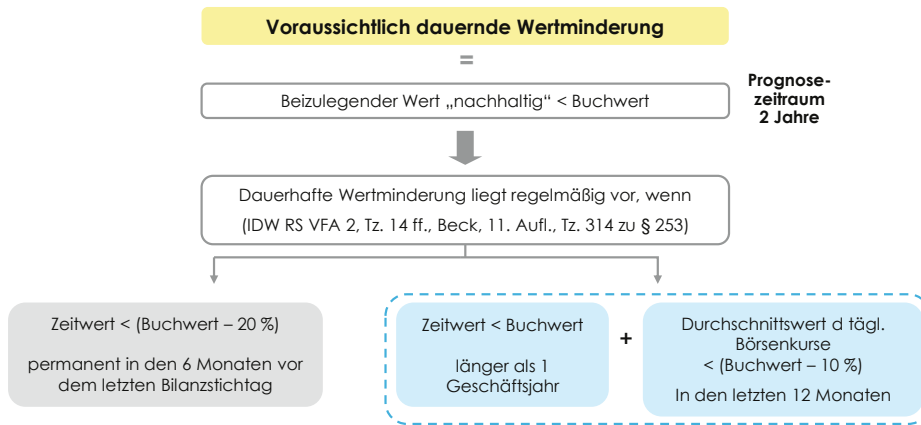 Voraussichtlich dauernde Wertminderung
=
Beizulegender Wert „nachhaltig“ < Buchwert
Prognose-
zeitraum
2 Jahre
Dauerhafte Wertminderung liegt regelmäßig vor, wenn
(IDW RS VFA 2, Tz. 14 ff., Beck, 11. Aufl., Tz. 314 zu § 253)
Zeitwert < (Buchwert – 20 %)
permanent in den 6 Monaten vor
dem letzten Bilanzstichtag
Zeitwert < Buchwert
länger als 1
Geschäftsjahr
+
Durchschnittswert d tägl.
Börsenkurse
< (Buchwert – 10 %)
In den letzten 12 Monaten